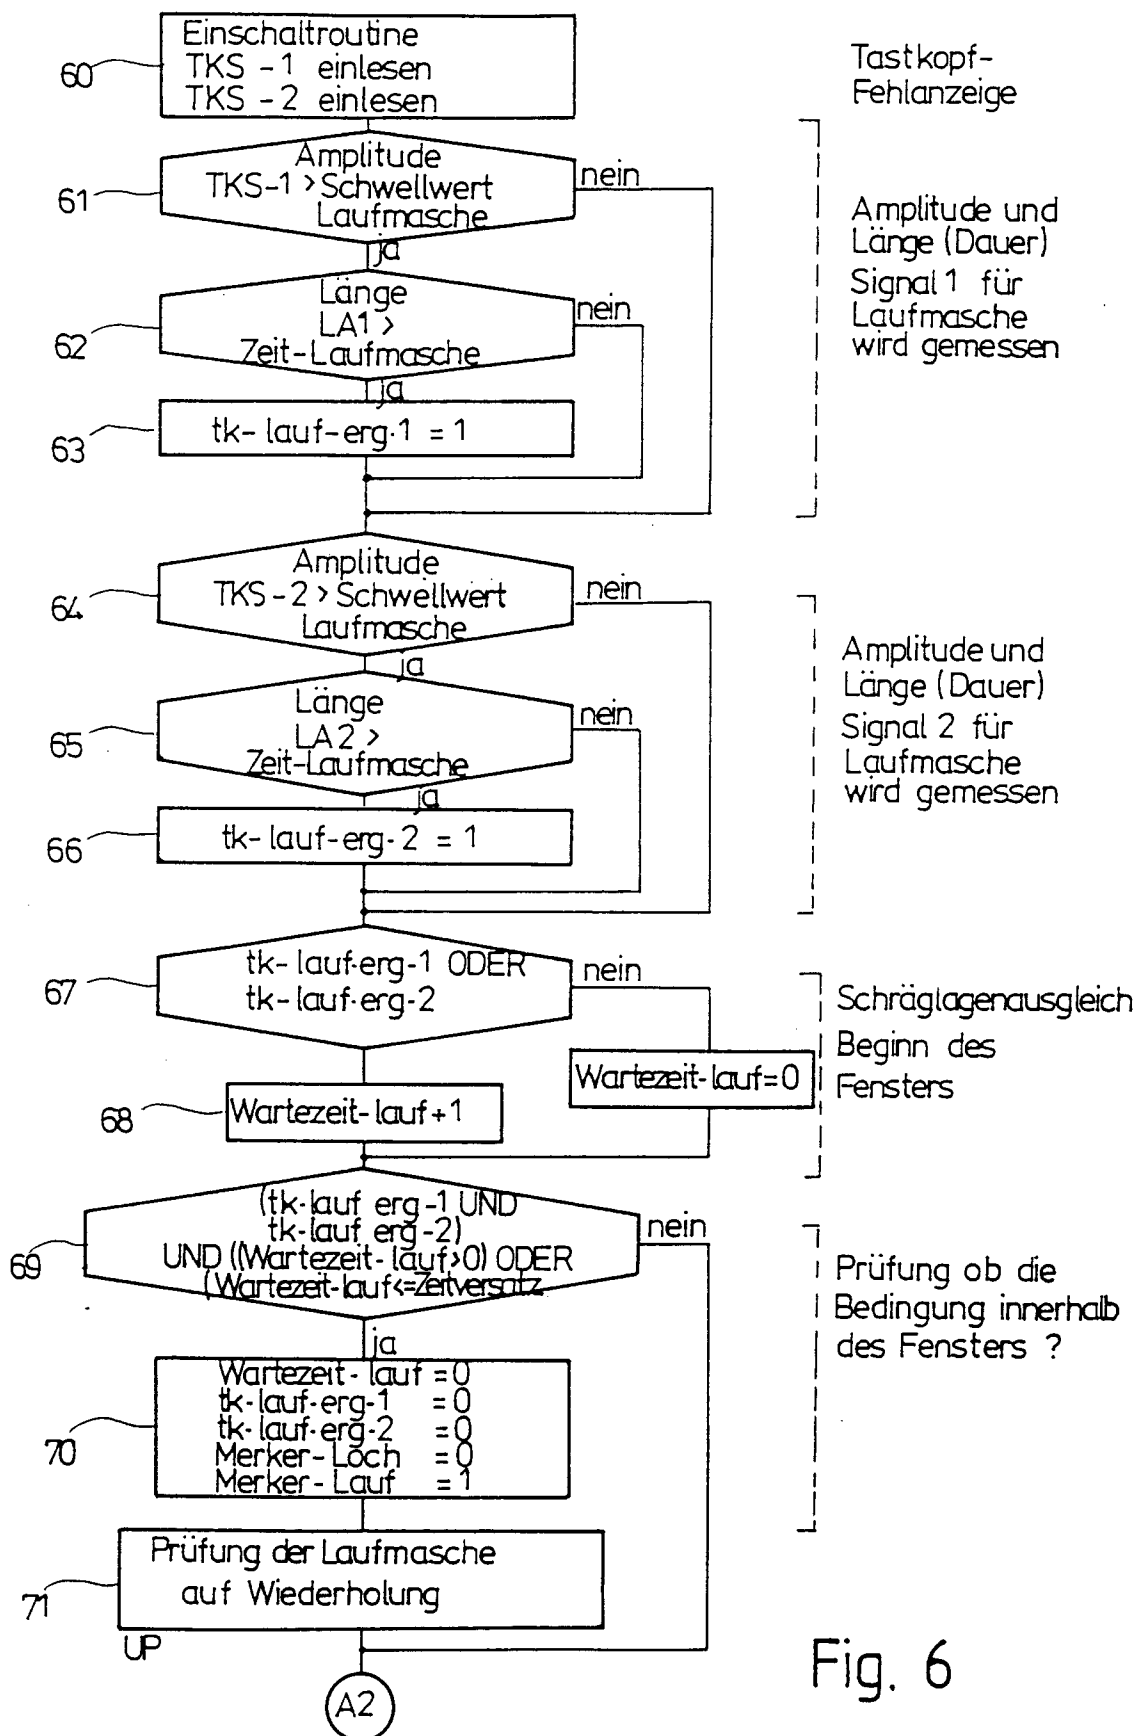 Einschaltroutine
TKS - 1 einlesen
TKS - 2 einlesen
60
Tastkopf-
Fehlanzeige
Amplitude
TKS-1 > Schwellwert
Laufmasche
nein
61
ja
Länge
LA1 >
Zeit-Laufmasche
nein
62
ja
tk-lauf-erg-1 = 1
63
Amplitude und
Länge (Dauer)
Signal 1 für
Laufmasche
wird gemessen
Amplitude
TKS-2 > Schwellwert
Laufmasche
nein
64
ja
Länge
LA2 >
Zeit-Laufmasche
nein
65
ja
tk-lauf-erg-2 = 1
66
Amplitude und
Länge (Dauer)
Signal 2 für
Laufmasche
wird gemessen
tk-lauf-erg-1 ODER
tk-lauf-erg-2
nein
67
Wartezeit-lauf=0
Wartezeit-lauf+1
68
Schräglagenausgleich
Beginn des
Fensters
(tk-lauf erg-1 UND
tk-lauf erg-2)
UND ((Wartezeit-lauf>0) ODER
(Wartezeit-lauf<=Zeitversatz
nein
69
ja
Wartezeit-lauf = 0
tk-lauf-erg-1 = 0
tk-lauf-erg-2 = 0
Merker-Loch = 0
Merker-Lauf = 1
70
Prüfung ob die
Bedingung innerhalb
des Fensters ?
Prüfung der Laufmasche
auf Wiederholung
71
UP
A2
Fig. 6